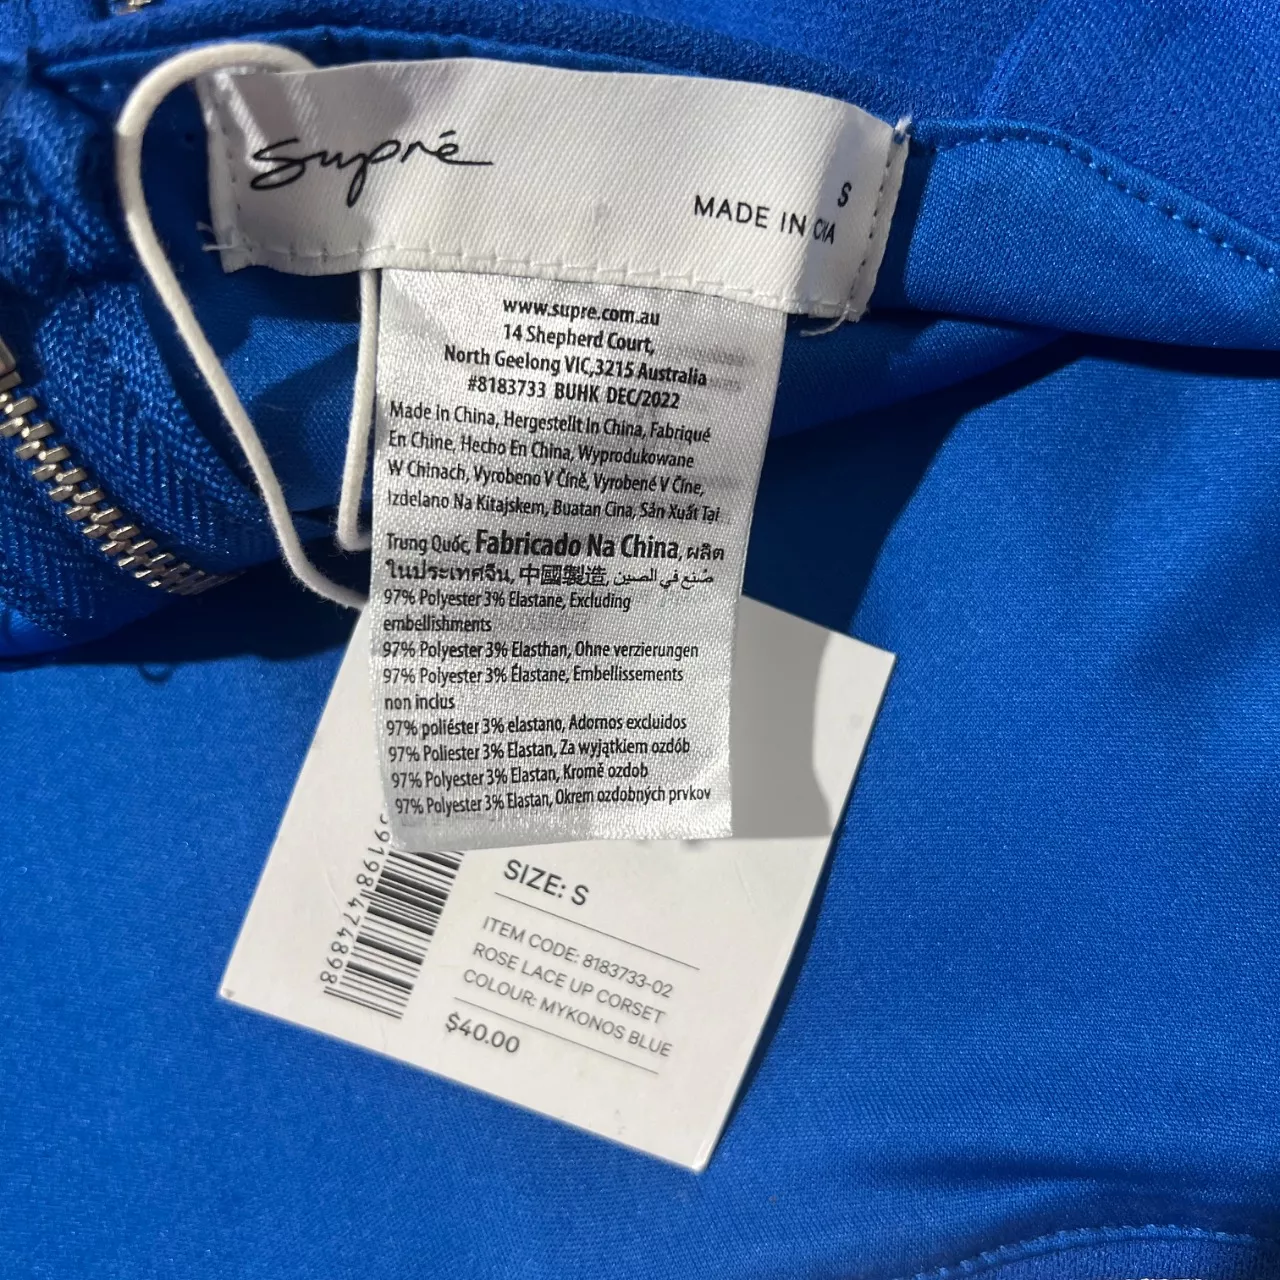 Supré
S
MADE IN
www.supre.com.au
14 Shepherd Court,
North Geelong VIC,3215 Australia
#8183733 BUHK DEC/2022
Made In China, Hergestellt In China, Fabriqué
En Chine, Hecho En China, Wyprodukowane
W Chinach, Vyrobeno V Číně, Vyrobené V Číne,
Izdelano Na Kitajskem, Buatan Cina, Sản Xuất Tại
Trung Quốc, Fabricado Na China, ผลิต
ในประเทศจีน, 中國製造, صُنع في الصين
97% Polyester 3% Elastane, Excluding
embellishments
97% Polyester 3% Elasthan, Ohne verzierungen
97% Polyester 3% Élastane, Embellissements
non inclus
97% poliéster 3% elastano, Adornos excluidos
97% Poliester 3% Elastan, Za wyjątkiem ozdób
97% Polyester 3% Elastan, Kromě ozdob
97% Polyester 3% Elastan, Okrem ozdobných prvkov
SIZE: S
ITEM CODE: 8183733-02
ROSE LACE UP CORSET
COLOUR: MYKONOS BLUE
$40.00
9198474898